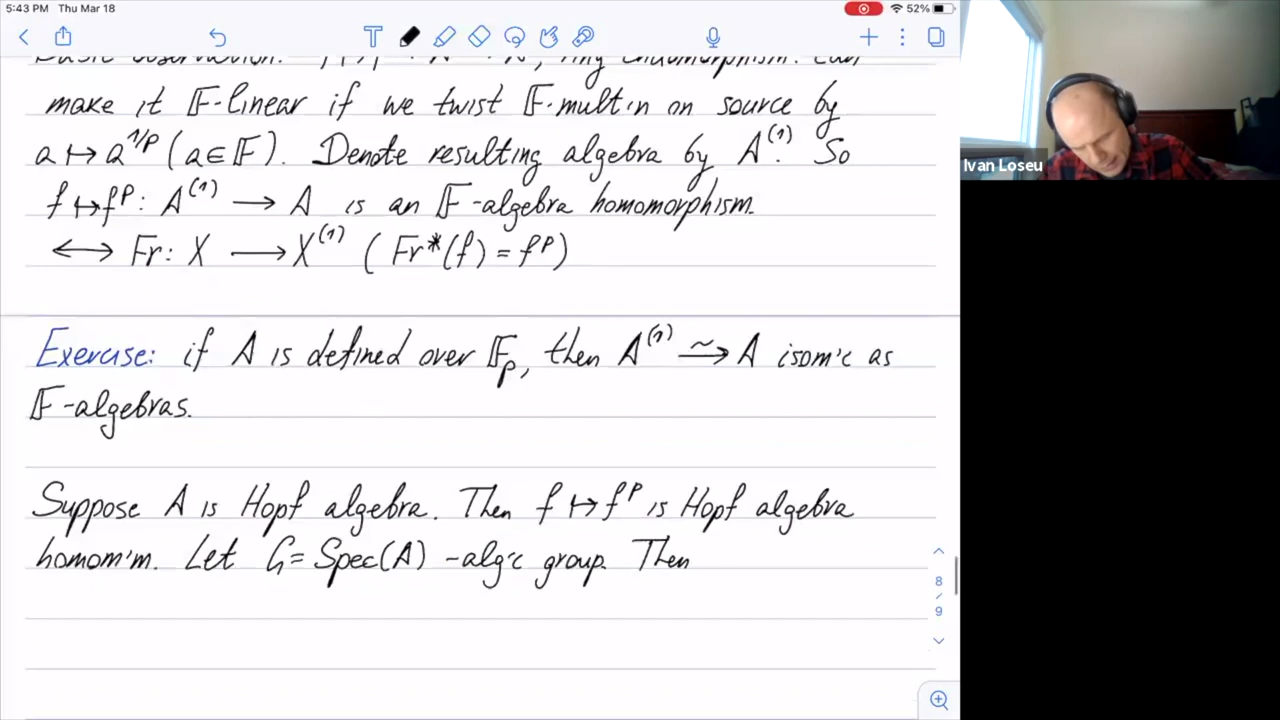 5:43 PM Thu Mar 18
52%
make it 𝔽-linear if we twist 𝔽-mult'n on source by
a ↦ a^{1/p} (a ∈ 𝔽). Denote resulting algebra by A^{(1)}. So
f ↦ f^p: A^{(1)} → A is an 𝔽-algebra homomorphism.
↔ Fr: X → X^{(1)} (Fr*(f) = f^p)
Exercise: if A is defined over 𝔽_p, then A^{(1)} ⥲ A isom'c as
𝔽-algebras.
Suppose A is Hopf algebra. Then f ↦ f^p is Hopf algebra
homom'm. Let G = Spec(A) - alg'c group. Then
8
/
9
Ivan Loseu